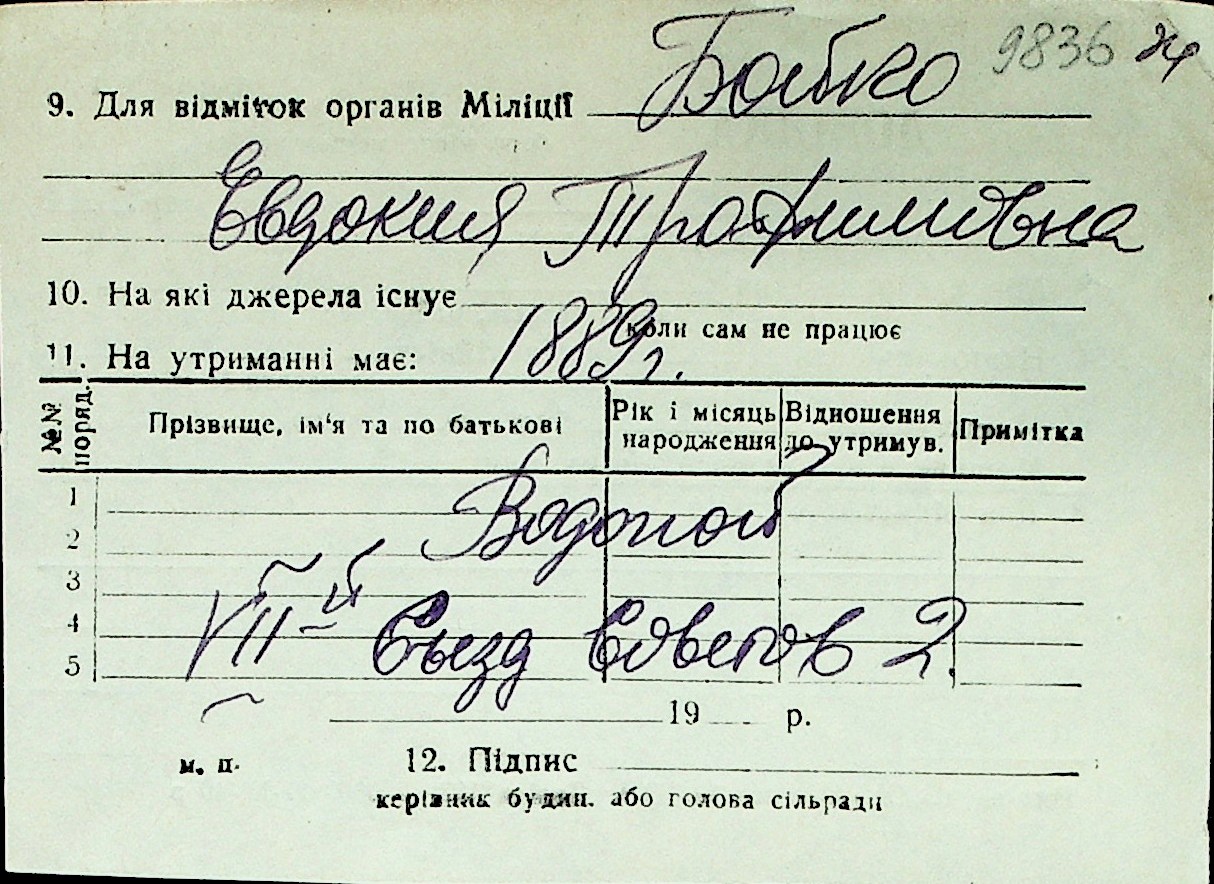 Бойко 9836
9. Для відміток органів Міліції
Евдокия Трофимовна
10. На які джерела існує
коли сам не працює
1889 г.
11. На утриманні має:
№№ поряд. Прізвище, ім'я та по батькові Рік і місяць народження Відношення до утримув. Примітка
1
Водопой
2
3
4
VII-й Съезд Советов 2.
5
19 р.
м. п. 12. Підпис
керівник будин. або голова сільради